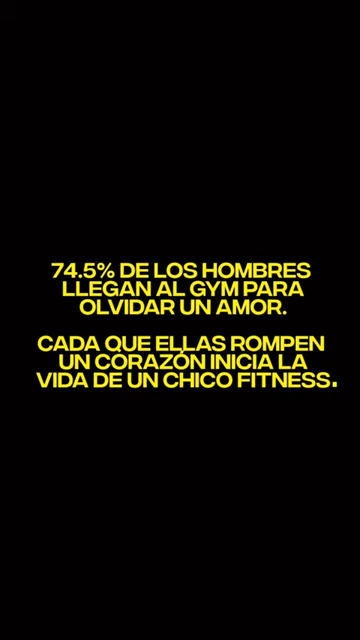 74.5% DE LOS HOMBRES
LLEGAN AL GYM PARA
OLVIDAR UN AMOR.
CADA QUE ELLAS ROMPEN
UN CORAZÓN INICIA LA
VIDA DE UN CHICO FITNESS.